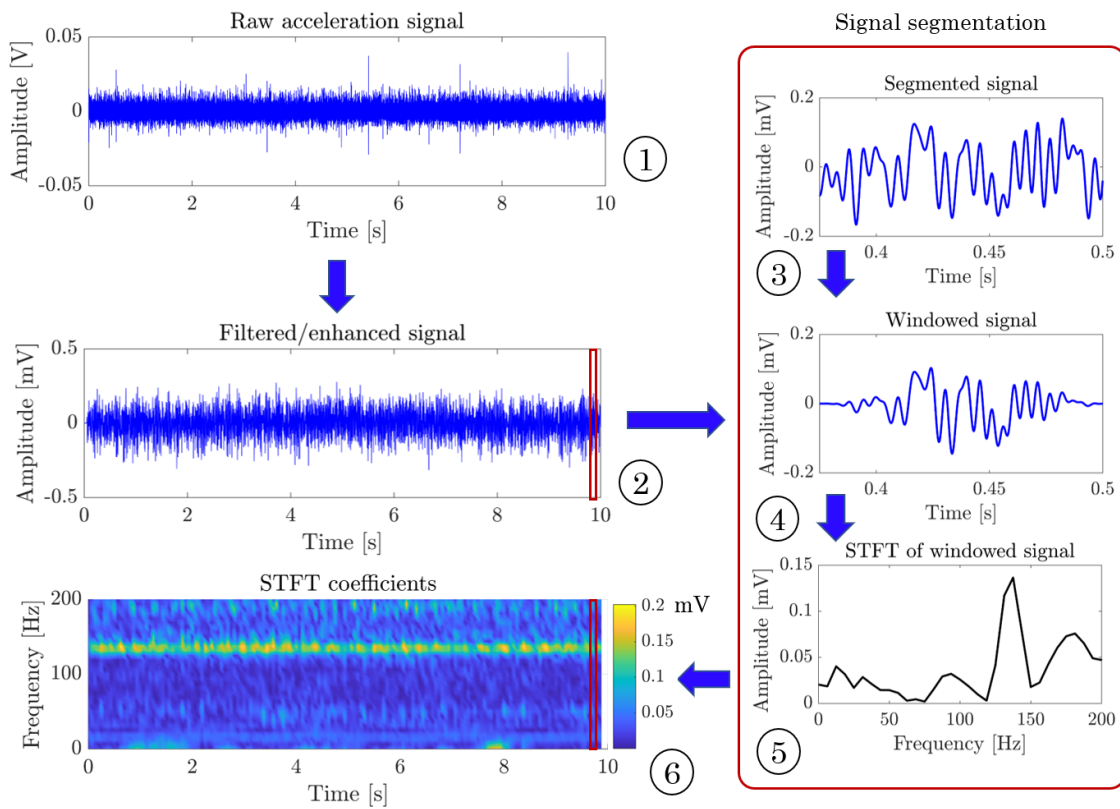 Raw acceleration signal
Amplitude [V]
0.05
0
-0.05
0 2 4 6 8 10
Time [s]
1
Filtered/enhanced signal
Amplitude [mV]
0.5
0
-0.5
0 2 4 6 8 10
Time [s]
2
Signal segmentation
Segmented signal
Amplitude [mV]
0.2
0
-0.2
0.4 0.45 0.5
Time [s]
3
Windowed signal
Amplitude [mV]
0.2
0
-0.2
0.4 0.45 0.5
Time [s]
4
STFT of windowed signal
Amplitude [mV]
0.15
0.1
0.05
0
0 50 100 150 200
Frequency [Hz]
5
STFT coefficients
Frequency [Hz]
200
100
0
0 2 4 6 8 10
Time [s]
0.2 mV
0.15
0.1
0.05
6